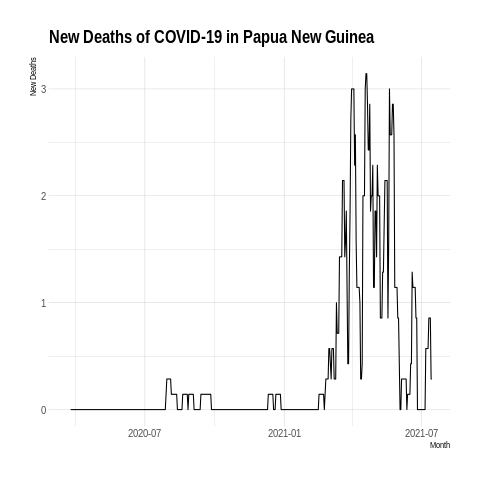 New Deaths of COVID-19 in Papua New Guinea
New Deaths
3
2
1
0
2020-07
2021-01
2021-07
Month